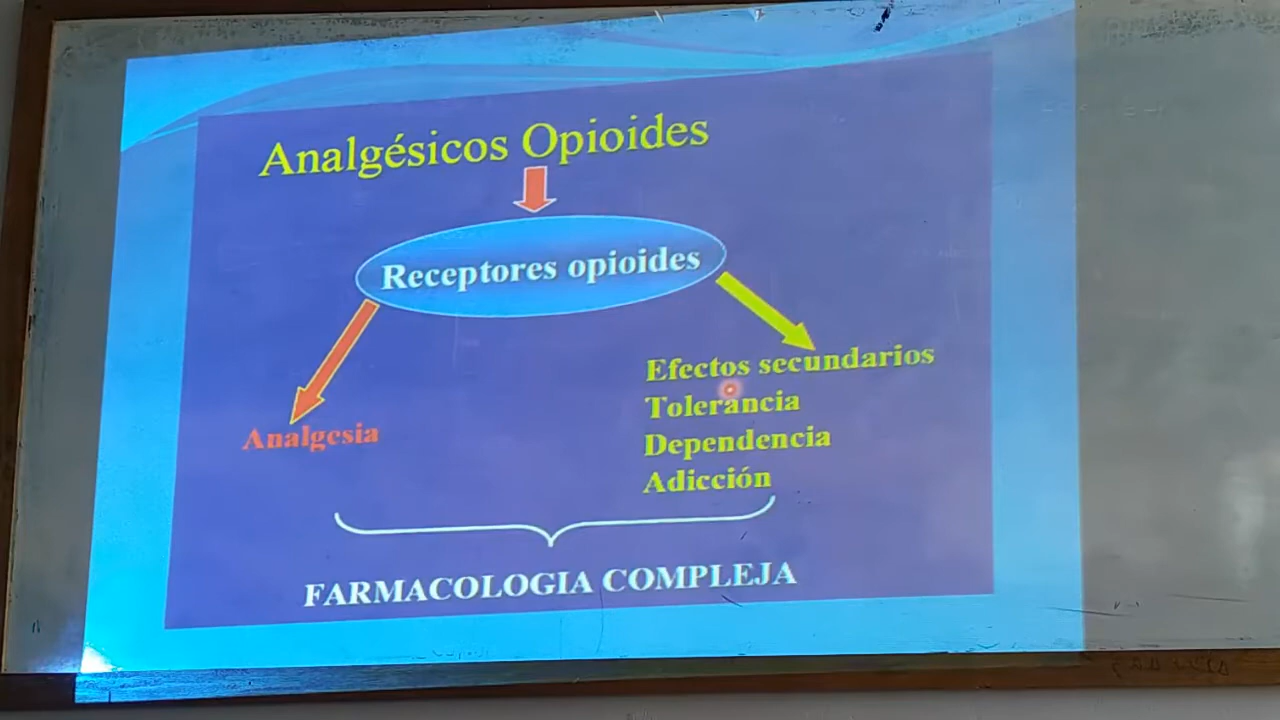 Analgésicos Opioides
Receptores opioides
Analgesia
Efectos secundarios
Tolerancia
Dependencia
Adicción
FARMACOLOGIA COMPLEJA